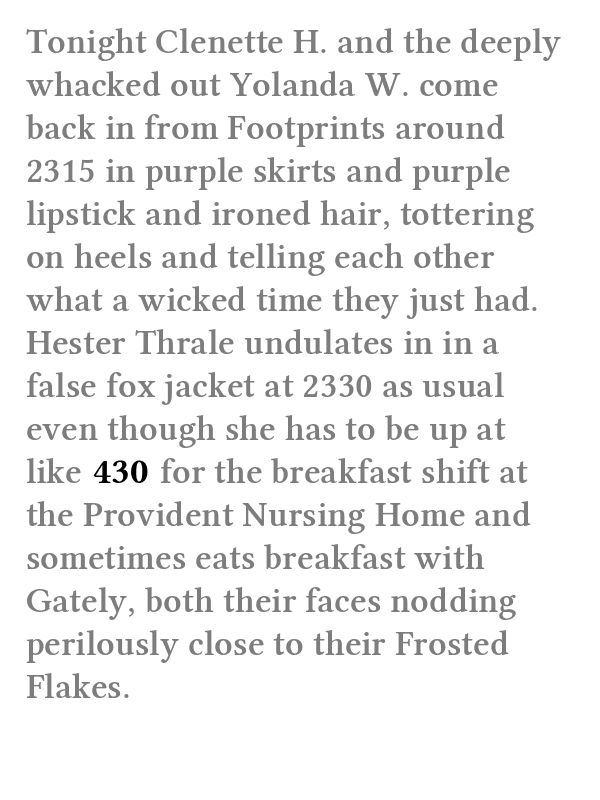 Tonight Clenette H. and the deeply
whacked out Yolanda W. come
back in from Footprints around
2315 in purple skirts and purple
lipstick and ironed hair, tottering
on heels and telling each other
what a wicked time they just had.
Hester Thrale undulates in in a
false fox jacket at 2330 as usual
even though she has to be up at
like 430 for the breakfast shift at
the Provident Nursing Home and
sometimes eats breakfast with
Gately, both their faces nodding
perilously close to their Frosted
Flakes.